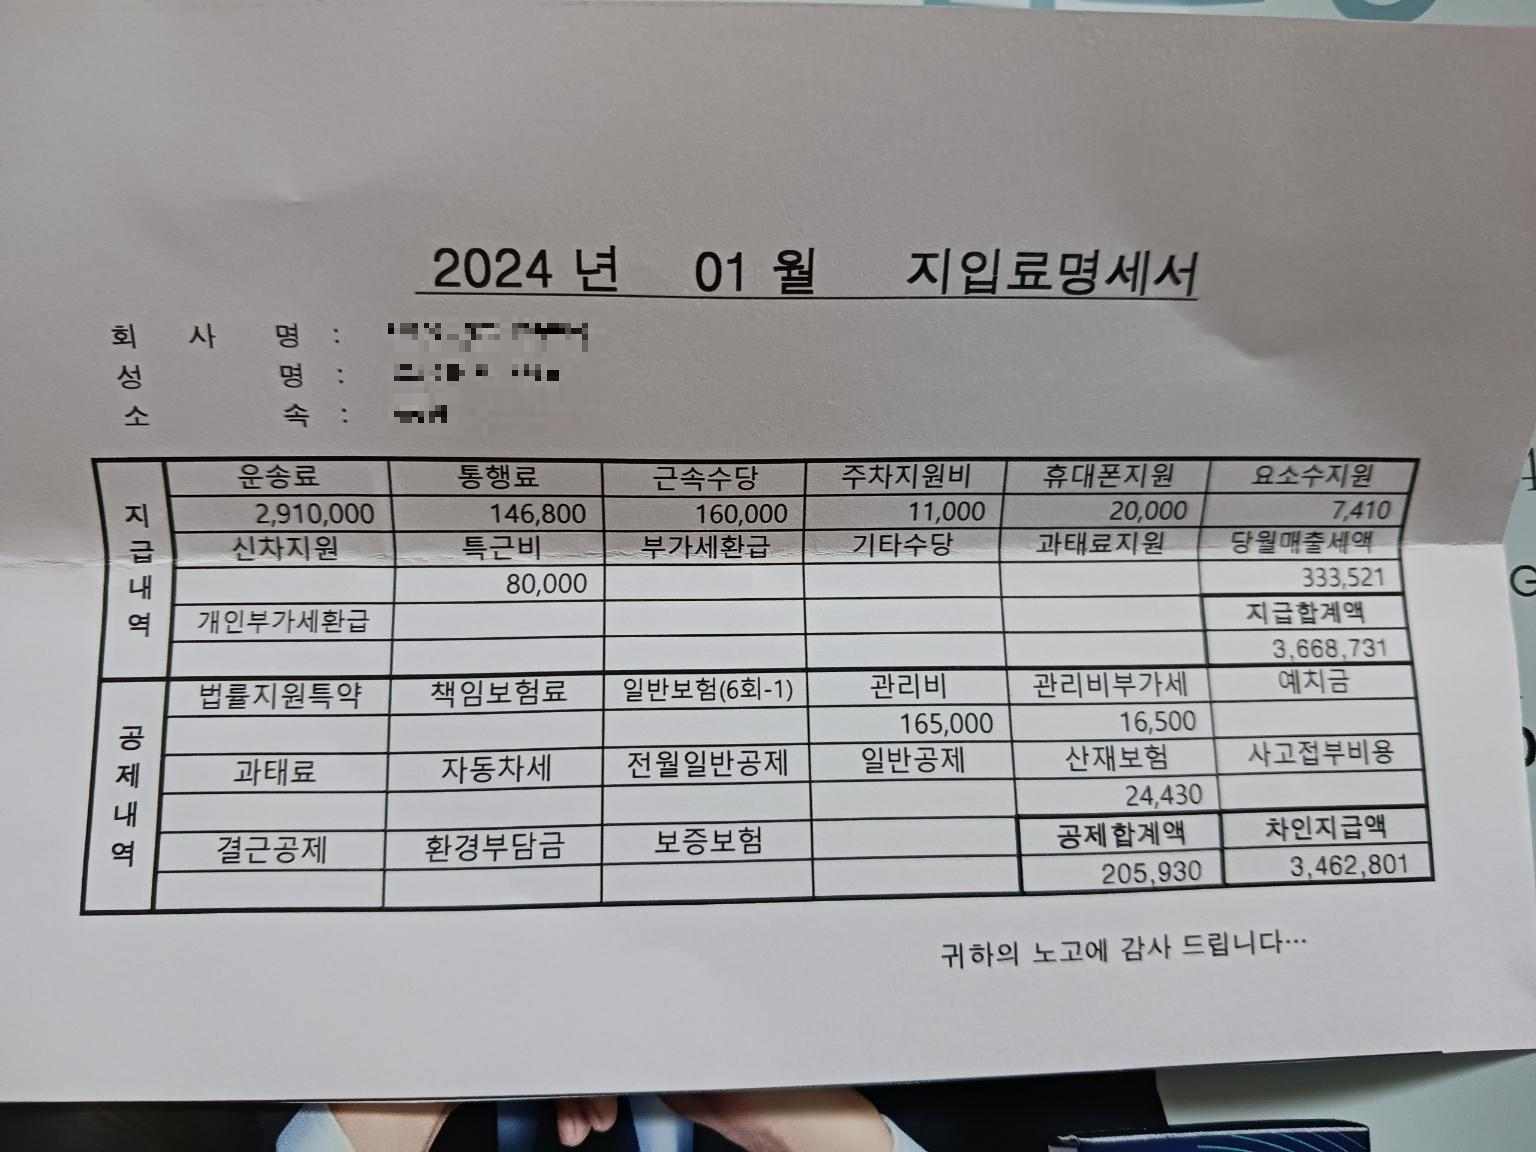 2024 년 01 월 지입료명세서
회 사 명 :
성 명 :
소 속 :
지급내역
운송료 통행료 근속수당 주차지원비 휴대폰지원 요소수지원
2,910,000 146,800 160,000 11,000 20,000 7,410
신차지원 특근비 부가세환급 기타수당 과태료지원 당월매출세액
80,000 333,521
개인부가세환급 지급합계액
3,668,731
공제내역
법률지원특약 책임보험료 일반보험(6회-1) 관리비 관리비부가세 예치금
165,000 16,500
과태료 자동차세 전월일반공제 일반공제 산재보험 사고접부비용
24,430
결근공제 환경부담금 보증보험 공제합계액 차인지급액
205,930 3,462,801
귀하의 노고에 감사 드립니다…